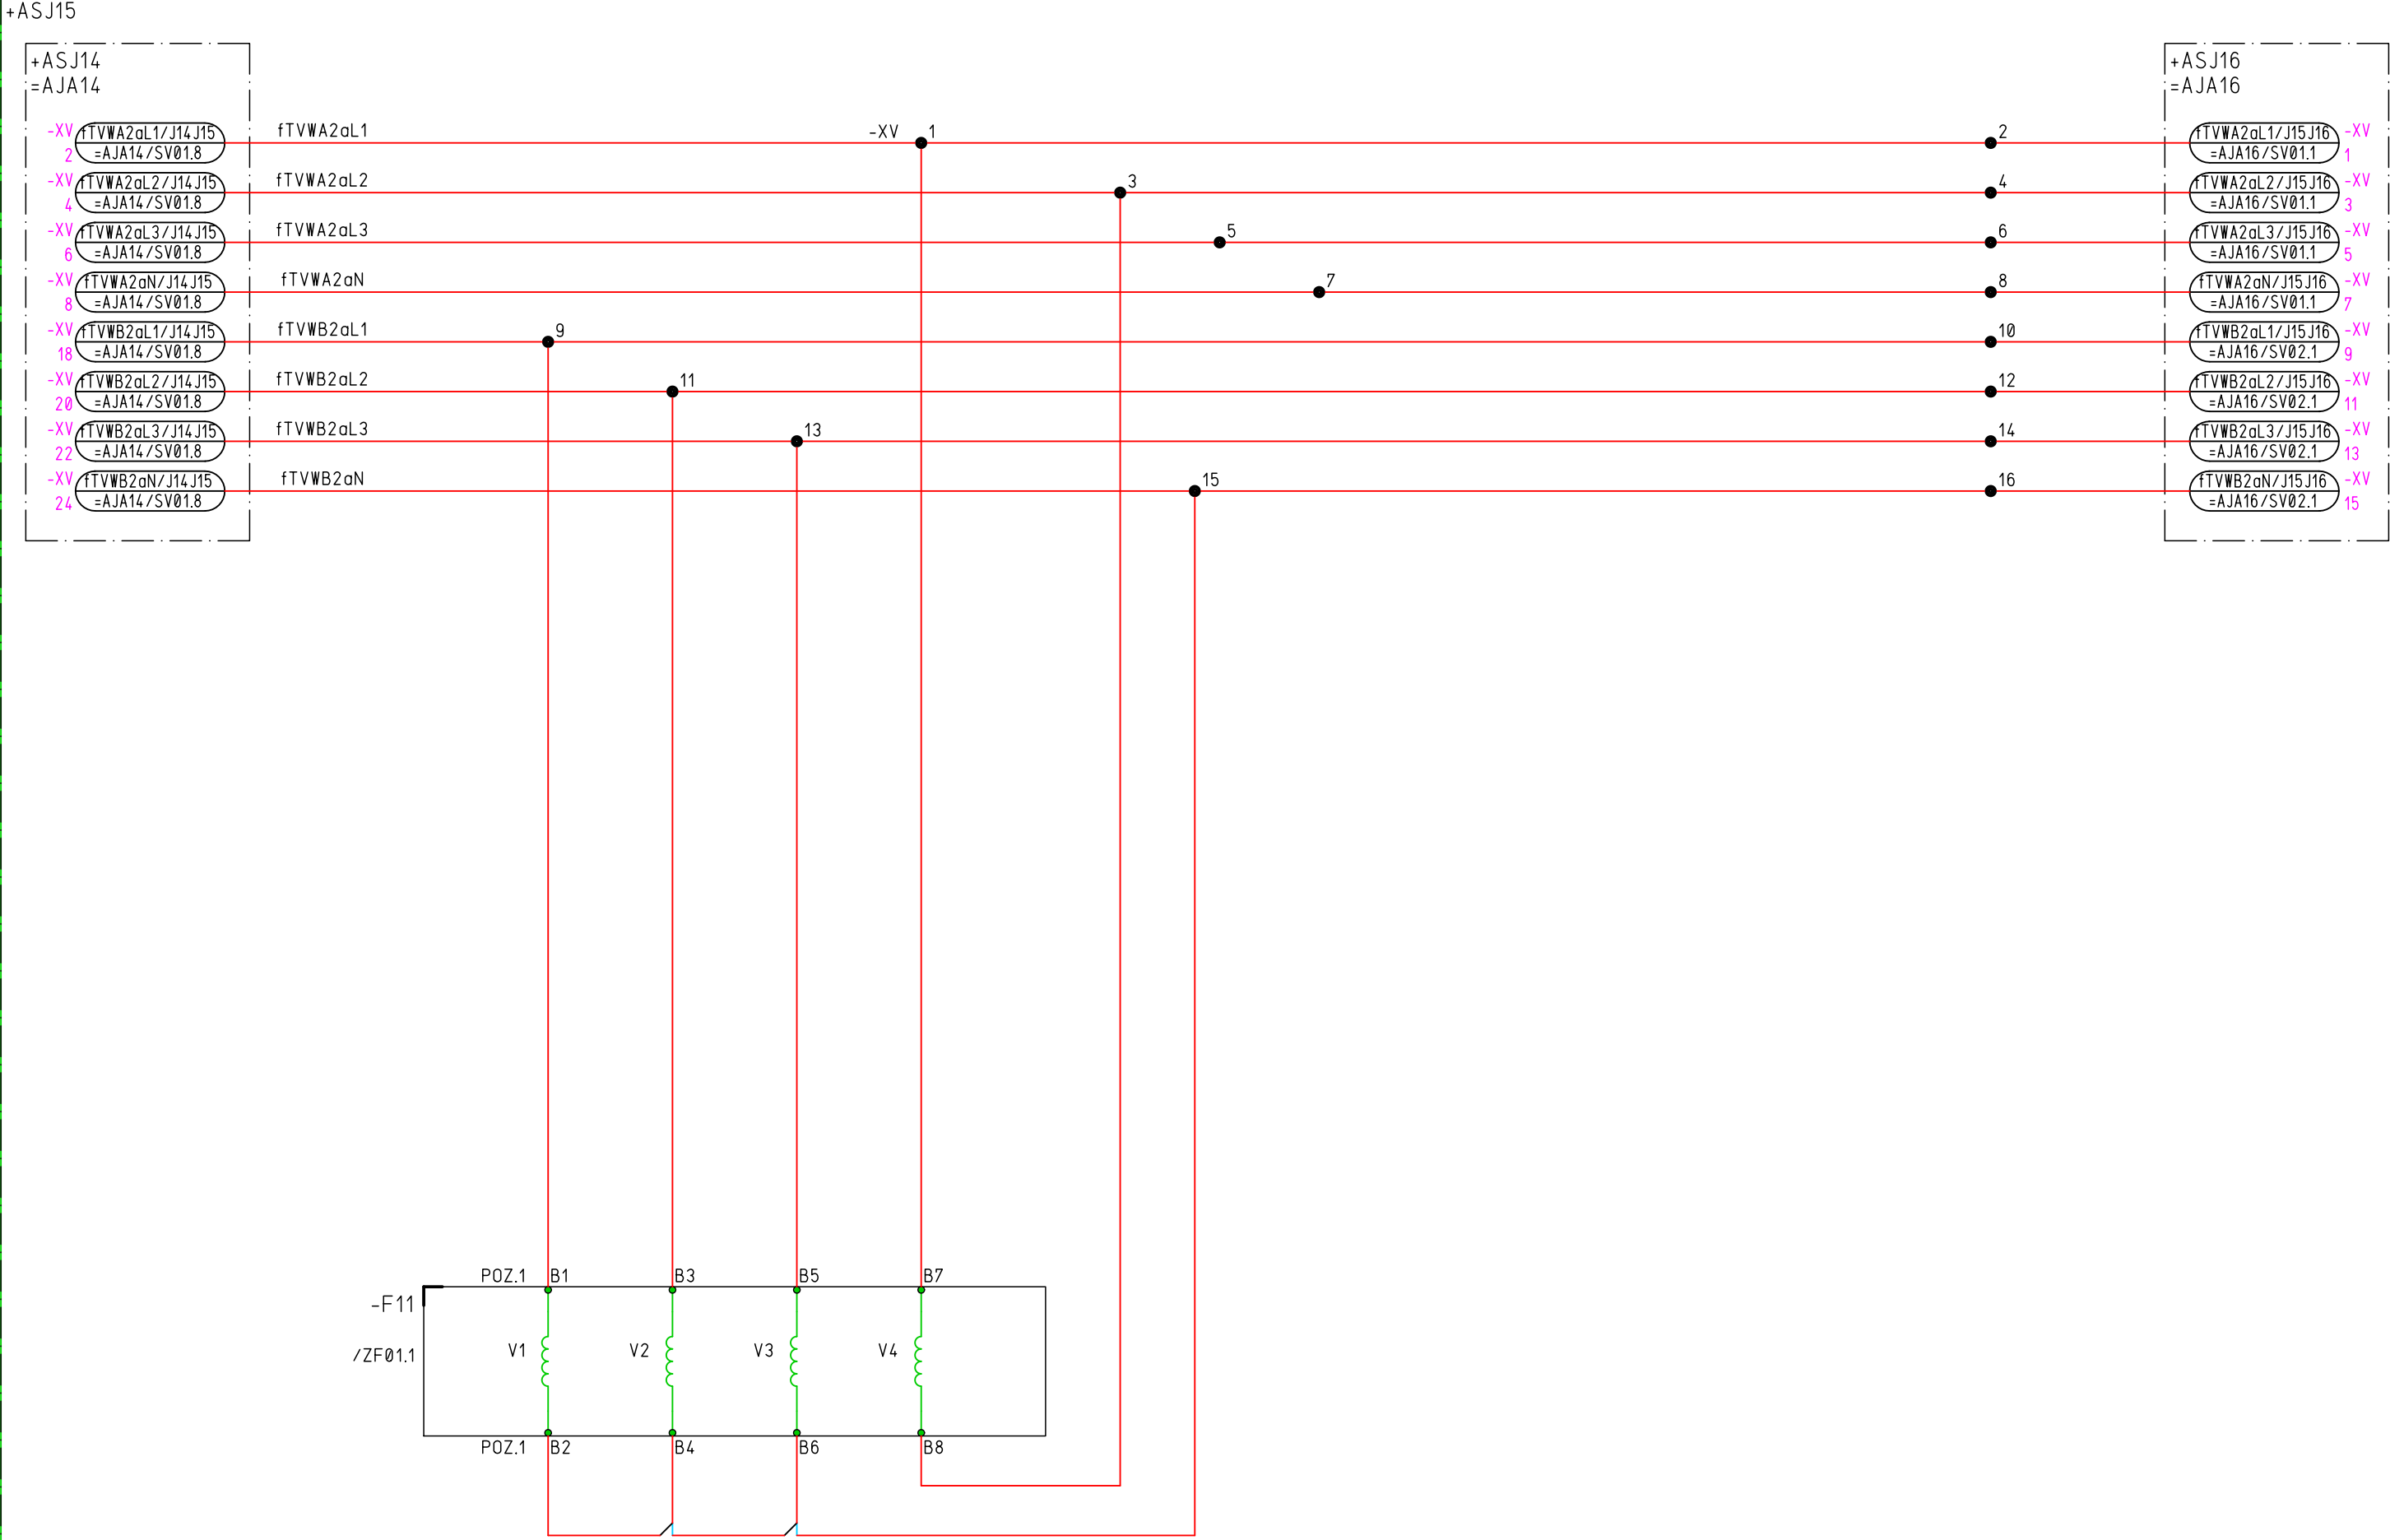 +ASJ15
+ASJ14
=AJA14
+ASJ16
=AJA16
-XV 2 fTVWA2aL1/J14J15 fTVWA2aL1 -XV 1 2 fTVWA2aL1/J15J16 -XV 1
=AJA14/SV01.8 =AJA16/SV01.1
-XV 4 fTVWA2aL2/J14J15 fTVWA2aL2 3 4 fTVWA2aL2/J15J16 -XV 3
=AJA14/SV01.8 =AJA16/SV01.1
-XV 6 fTVWA2aL3/J14J15 fTVWA2aL3 5 6 fTVWA2aL3/J15J16 -XV 5
=AJA14/SV01.8 =AJA16/SV01.1
-XV 8 fTVWA2aN/J14J15 fTVWA2aN 7 8 fTVWA2aN/J15J16 -XV 7
=AJA14/SV01.8 =AJA16/SV01.1
-XV 18 fTVWB2aL1/J14J15 fTVWB2aL1 9 10 fTVWB2aL1/J15J16 -XV 9
=AJA14/SV01.8 =AJA16/SV02.1
-XV 20 fTVWB2aL2/J14J15 fTVWB2aL2 11 12 fTVWB2aL2/J15J16 -XV 11
=AJA14/SV01.8 =AJA16/SV02.1
-XV 22 fTVWB2aL3/J14J15 fTVWB2aL3 13 14 fTVWB2aL3/J15J16 -XV 13
=AJA14/SV01.8 =AJA16/SV02.1
-XV 24 fTVWB2aN/J14J15 fTVWB2aN 15 16 fTVWB2aN/J15J16 -XV 15
=AJA14/SV01.8 =AJA16/SV02.1
POZ.1 B1 B3 B5 B7
-F11
/ZF01.1 V1 V2 V3 V4
POZ.1 B2 B4 B6 B8